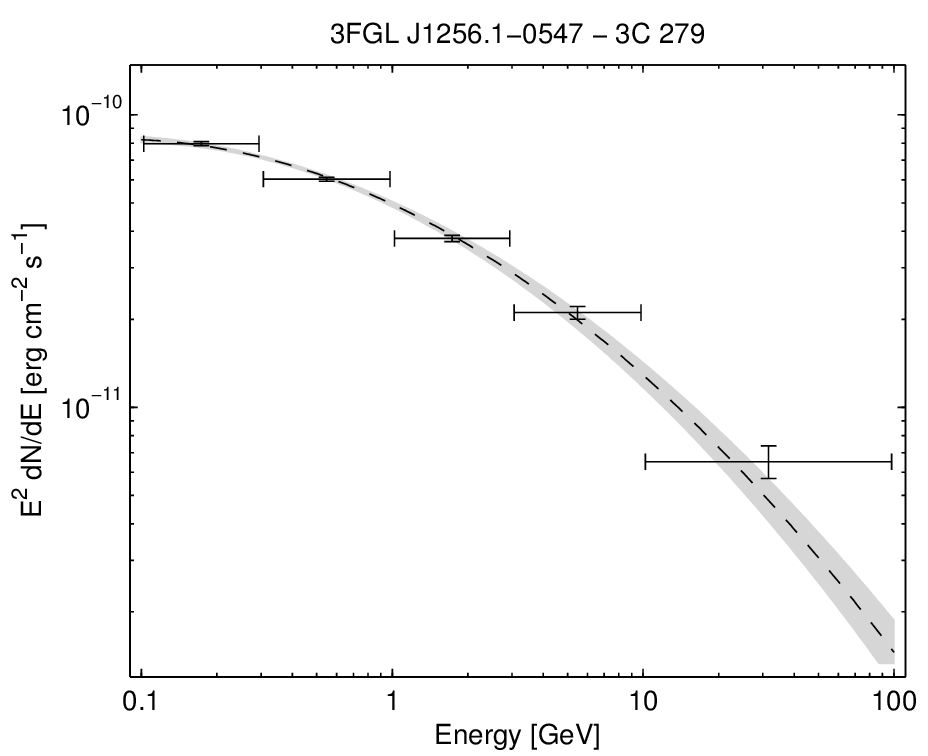 3FGL J1256.1−0547 − 3C 279
10⁻¹⁰
10⁻¹¹
E² dN/dE [erg cm⁻² s⁻¹]
0.1 1 10 100
Energy [GeV]